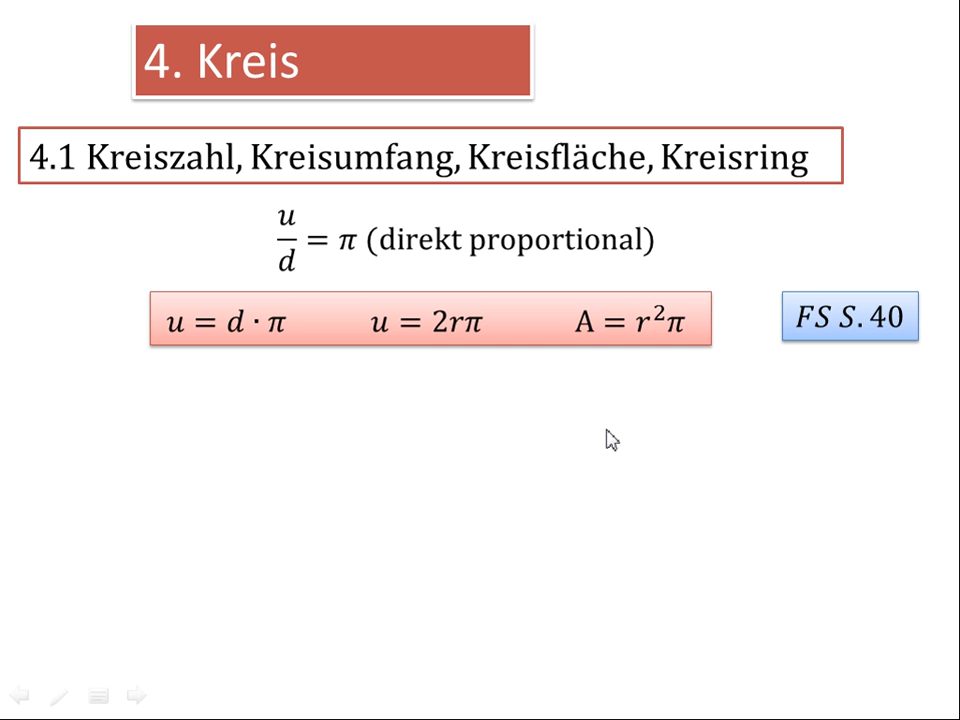 4. Kreis
4.1 Kreiszahl, Kreisumfang, Kreisfläche, Kreisring
u/d = π (direkt proportional)
u = d · π u = 2rπ A = r²π
FS S. 40